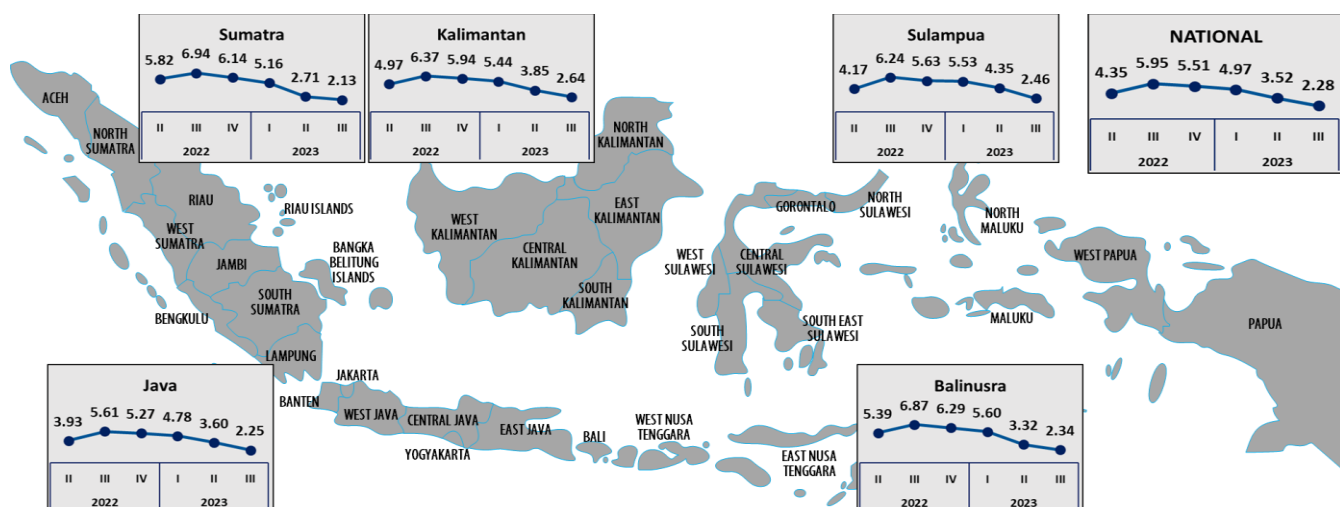 Sumatra
5.82 6.94 6.14 5.16 2.71 2.13
II III IV I II III
2022 2023
Kalimantan
4.97 6.37 5.94 5.44 3.85 2.64
II III IV I II III
2022 2023
Sulampua
4.17 6.24 5.63 5.53 4.35 2.46
II III IV I II III
2022 2023
NATIONAL
4.35 5.95 5.51 4.97 3.52 2.28
II III IV I II III
2022 2023
ACEH
NORTH
SUMATRA
RIAU
RIAU ISLANDS
WEST
SUMATRA
JAMBI
BANGKA
BELITUNG
ISLANDS
SOUTH
SUMATRA
BENGKULU
LAMPUNG
NORTH
KALIMANTAN
WEST
KALIMANTAN
EAST
KALIMANTAN
CENTRAL
KALIMANTAN
SOUTH
KALIMANTAN
GORONTALO
NORTH
SULAWESI
WEST
SULAWESI
CENTRAL
SULAWESI
SOUTH
SULAWESI
SOUTH EAST
SULAWESI
NORTH
MALUKU
MALUKU
WEST PAPUA
PAPUA
JAKARTA
BANTEN
WEST JAVA
CENTRAL JAVA
YOGYAKARTA
EAST JAVA
BALI
WEST NUSA
TENGGARA
EAST NUSA
TENGGARA
Java
3.93 5.61 5.27 4.78 3.60 2.25
II III IV I II III
2022 2023
Balinusra
5.39 6.87 6.29 5.60 3.32 2.34
II III IV I II III
2022 2023